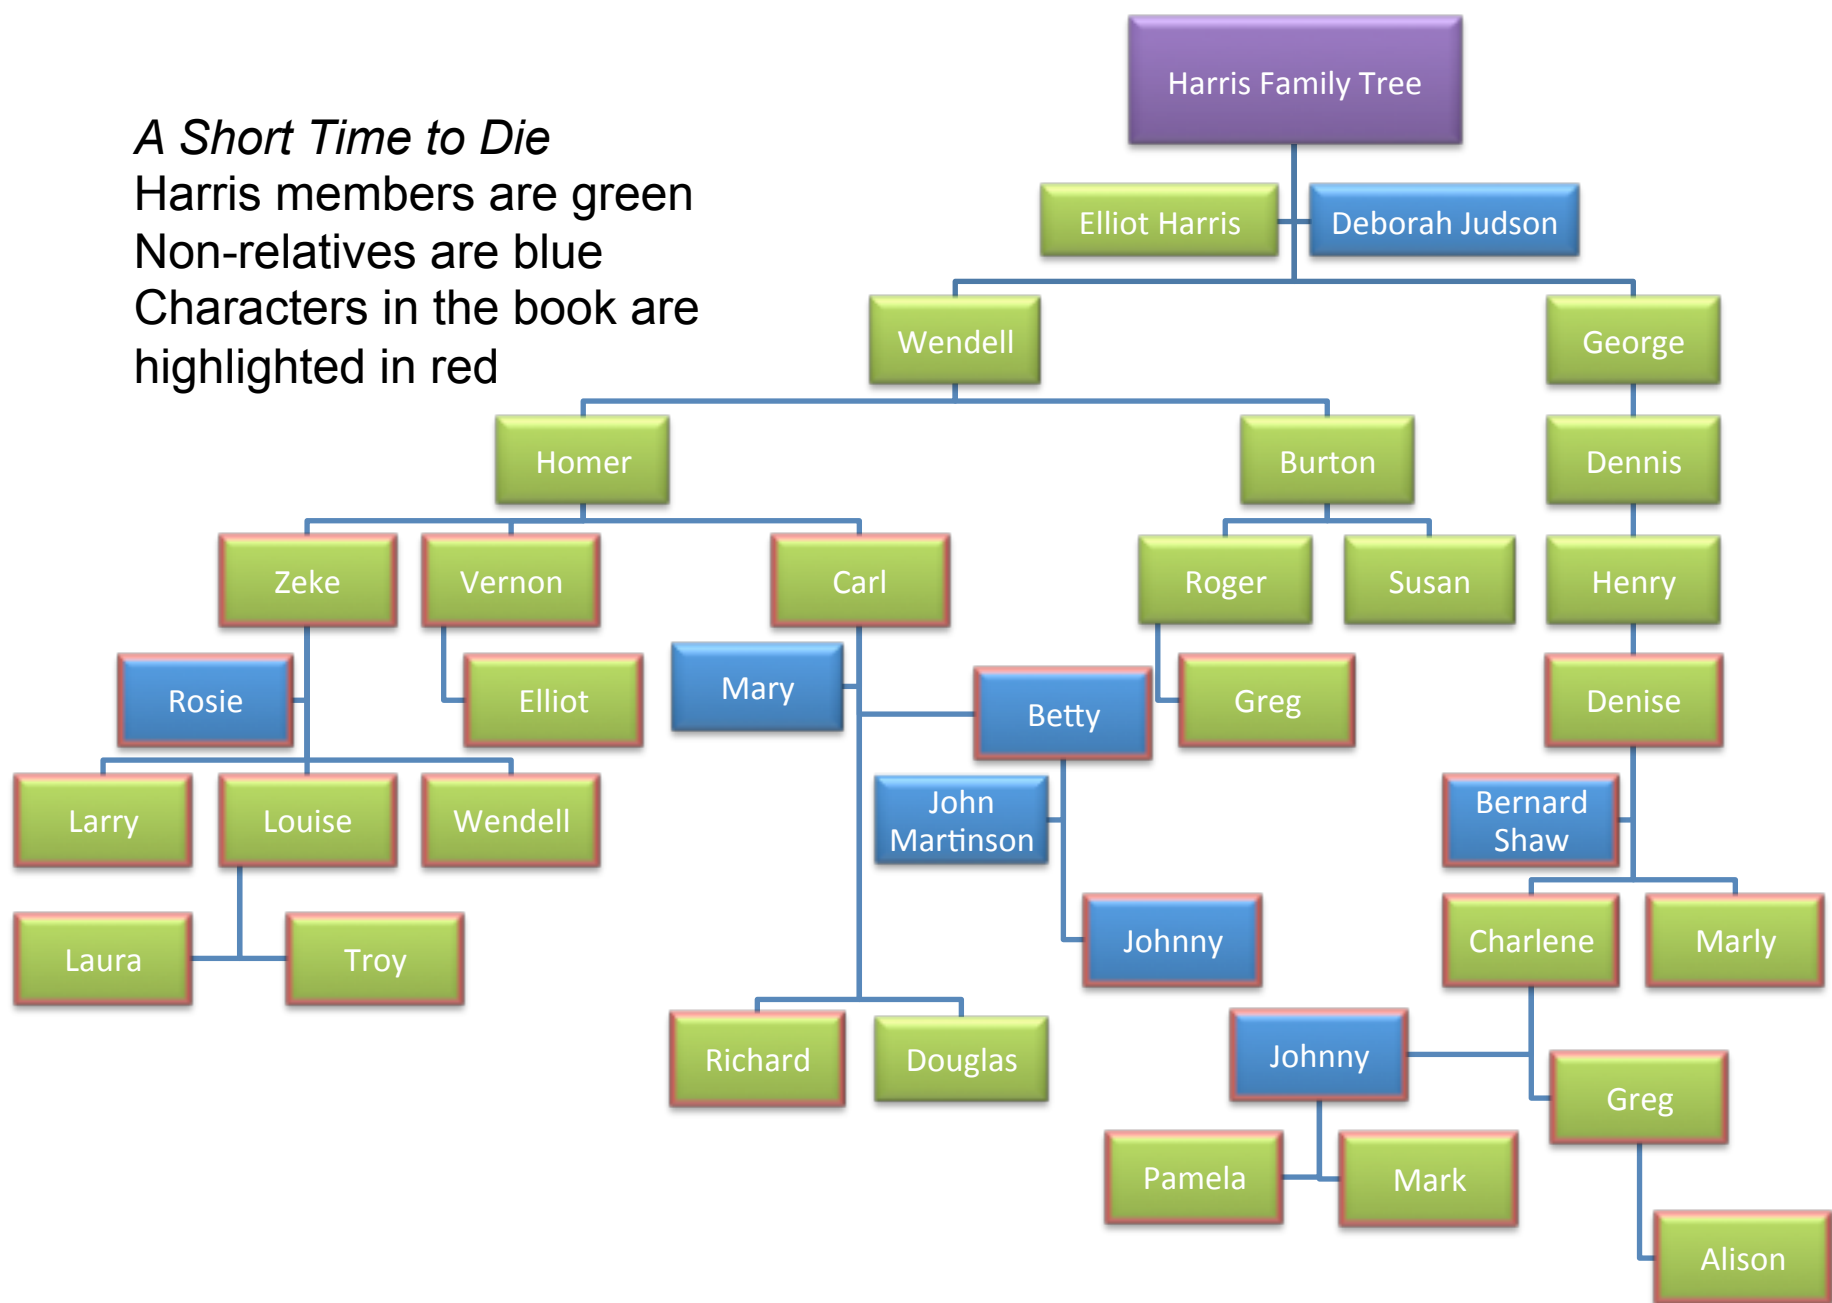 Harris Family Tree
A Short Time to Die
Harris members are green
Non-relatives are blue
Characters in the book are
highlighted in red
Elliot Harris
Deborah Judson
Wendell
George
Homer
Burton
Dennis
Zeke
Vernon
Carl
Roger
Susan
Henry
Rosie
Elliot
Mary
Betty
Greg
Denise
Larry
Louise
Wendell
John
Martinson
Bernard
Shaw
Laura
Troy
Johnny
Charlene
Marly
Richard
Douglas
Johnny
Greg
Pamela
Mark
Alison